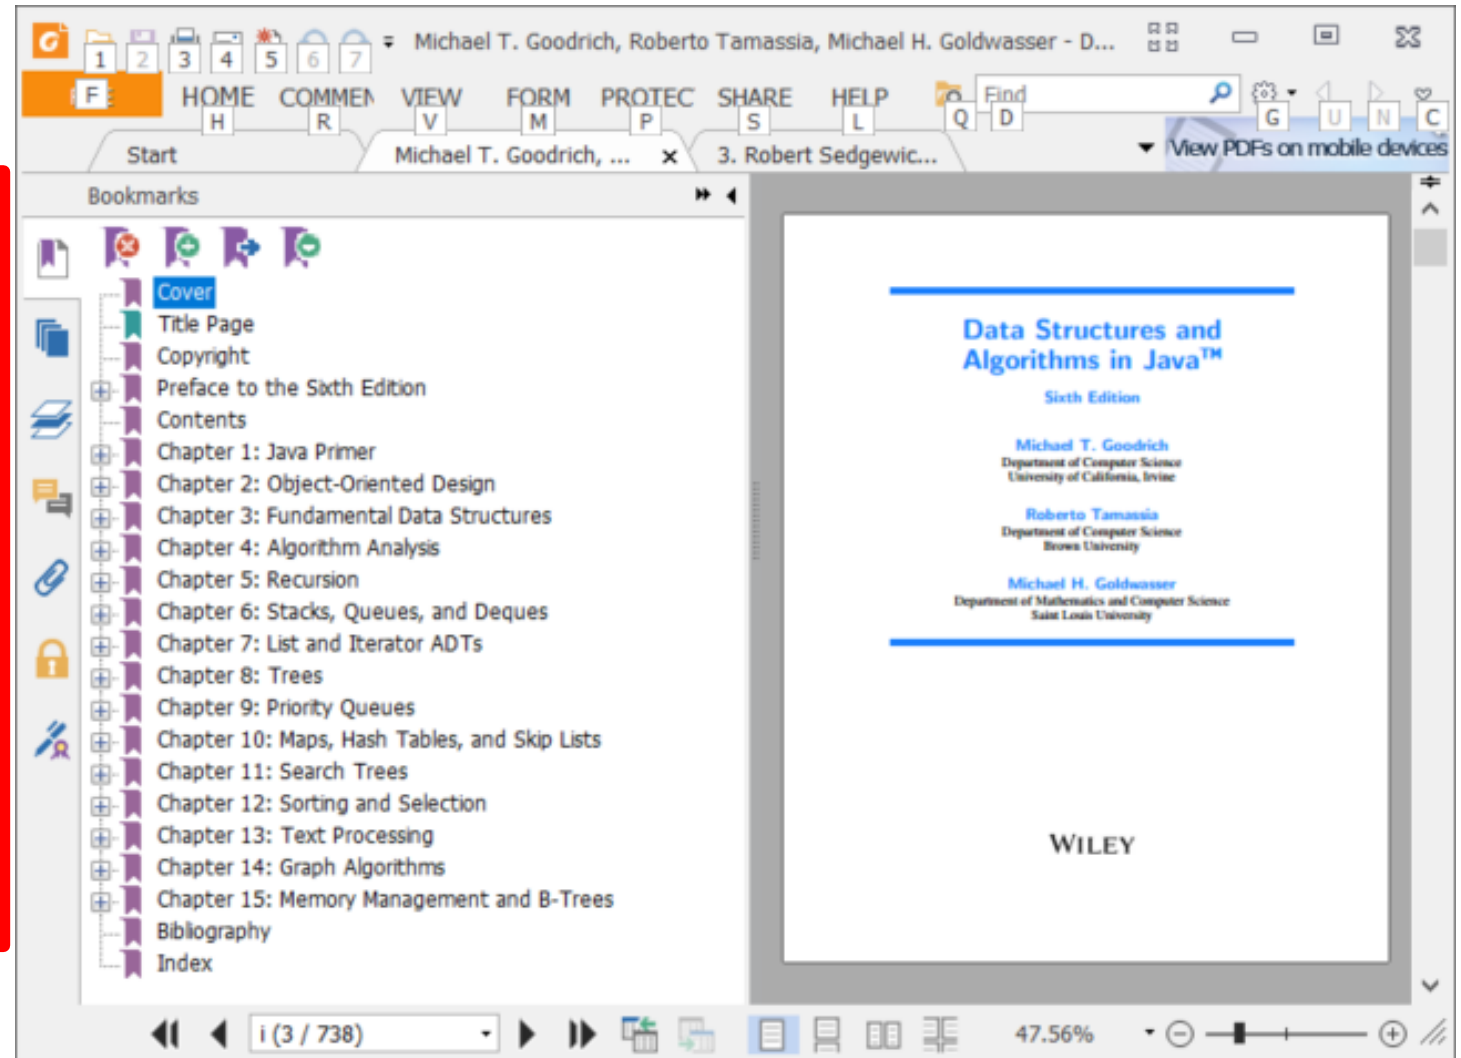 Michael T. Goodrich, Roberto Tamassia, Michael H. Goldwasser - D...
1 2 3 4 5 6 7
F HOME COMMEN VIEW FORM PROTEC SHARE HELP Find
H R V M P S L Q D G U N C
Start Michael T. Goodrich, ... x 3. Robert Sedgewic... View PDFs on mobile devices
Bookmarks
Cover
Title Page
Copyright
Preface to the Sixth Edition
Contents
Chapter 1: Java Primer
Chapter 2: Object-Oriented Design
Chapter 3: Fundamental Data Structures
Chapter 4: Algorithm Analysis
Chapter 5: Recursion
Chapter 6: Stacks, Queues, and Deques
Chapter 7: List and Iterator ADTs
Chapter 8: Trees
Chapter 9: Priority Queues
Chapter 10: Maps, Hash Tables, and Skip Lists
Chapter 11: Search Trees
Chapter 12: Sorting and Selection
Chapter 13: Text Processing
Chapter 14: Graph Algorithms
Chapter 15: Memory Management and B-Trees
Bibliography
Index
Data Structures and
Algorithms in Java™
Sixth Edition
Michael T. Goodrich
Department of Computer Science
University of California, Irvine
Roberto Tamassia
Department of Computer Science
Brown University
Michael H. Goldwasser
Department of Mathematics and Computer Science
Saint Louis University
WILEY
i (3 / 738) 47.56%